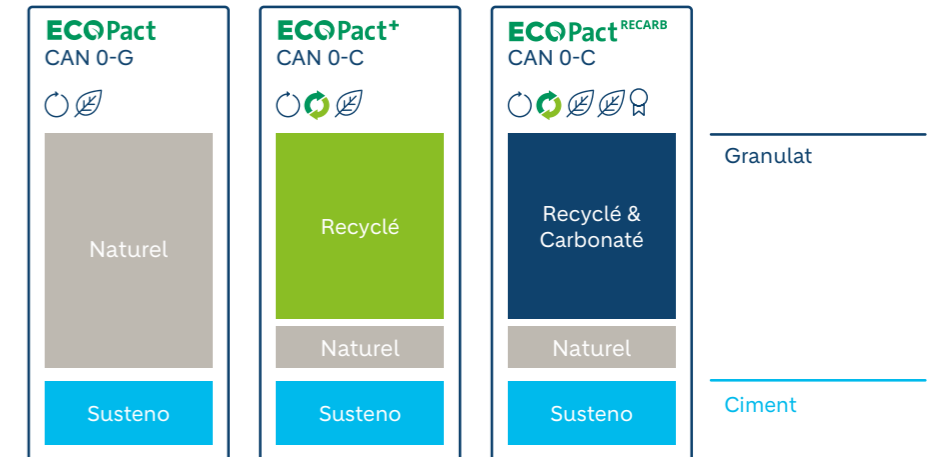 ECOPact
CAN 0-G
Naturel
Susteno
ECOPact+
CAN 0-C
Recyclé
Naturel
Susteno
ECOPact RECARB
CAN 0-C
Recyclé &
Carbonaté
Naturel
Susteno
Granulat
Ciment